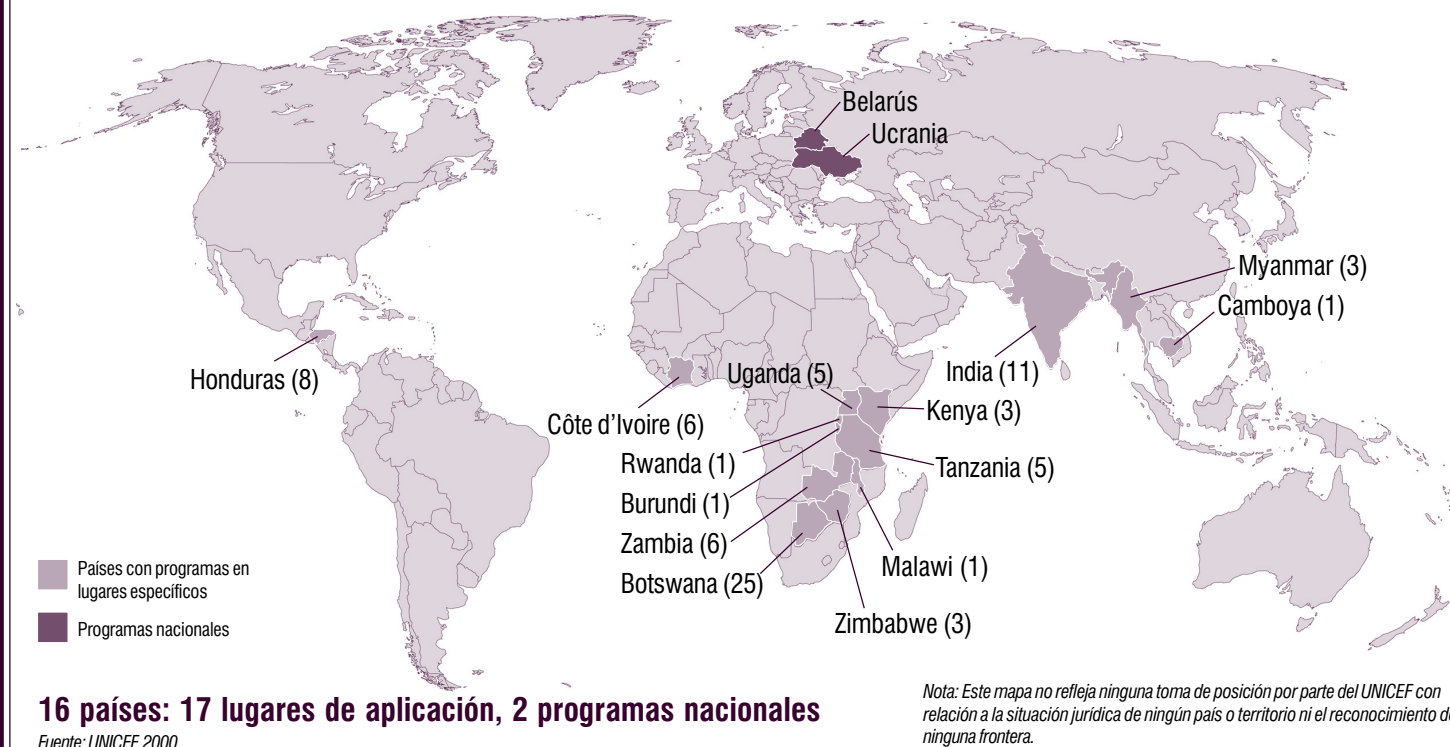 Belarús
Ucrania
Myanmar (3)
Camboya (1)
India (11)
Honduras (8)
Uganda (5)
Kenya (3)
Côte d'Ivoire (6)
Rwanda (1)
Tanzania (5)
Burundi (1)
Zambia (6)
Malawi (1)
Botswana (25)
Zimbabwe (3)
Países con programas en
lugares específicos
Programas nacionales
16 países: 17 lugares de aplicación, 2 programas nacionales
Fuente: UNICEF, 2000
Nota: Este mapa no refleja ninguna toma de posición por parte del UNICEF con
relación a la situación jurídica de ningún país o territorio ni el reconocimiento de
ninguna frontera.